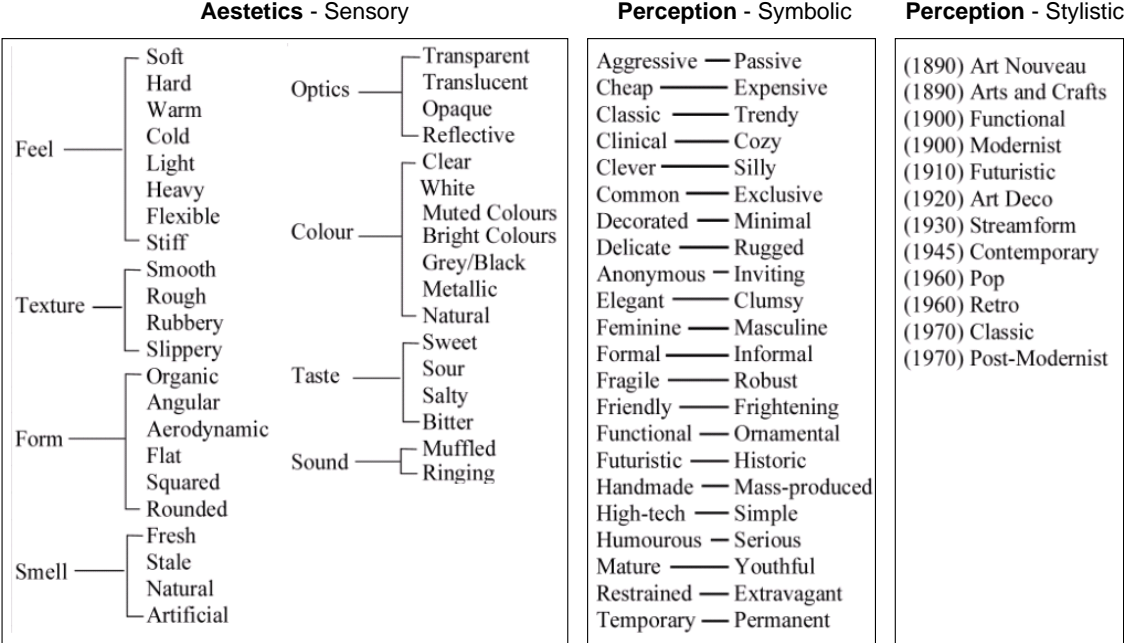 Aestetics - Sensory
Feel
Soft
Hard
Warm
Cold
Light
Heavy
Flexible
Stiff
Texture
Smooth
Rough
Rubbery
Slippery
Form
Organic
Angular
Aerodynamic
Flat
Squared
Rounded
Smell
Fresh
Stale
Natural
Artificial
Optics
Transparent
Translucent
Opaque
Reflective
Colour
Clear
White
Muted Colours
Bright Colours
Grey/Black
Metallic
Natural
Taste
Sweet
Sour
Salty
Bitter
Sound
Muffled
Ringing
Perception - Symbolic
Aggressive — Passive
Cheap — Expensive
Classic — Trendy
Clinical — Cozy
Clever — Silly
Common — Exclusive
Decorated — Minimal
Delicate — Rugged
Anonymous — Inviting
Elegant — Clumsy
Feminine — Masculine
Formal — Informal
Fragile — Robust
Friendly — Frightening
Functional — Ornamental
Futuristic — Historic
Handmade — Mass-produced
High-tech — Simple
Humourous — Serious
Mature — Youthful
Restrained — Extravagant
Temporary — Permanent
Perception - Stylistic
(1890) Art Nouveau
(1890) Arts and Crafts
(1900) Functional
(1900) Modernist
(1910) Futuristic
(1920) Art Deco
(1930) Streamform
(1945) Contemporary
(1960) Pop
(1960) Retro
(1970) Classic
(1970) Post-Modernist